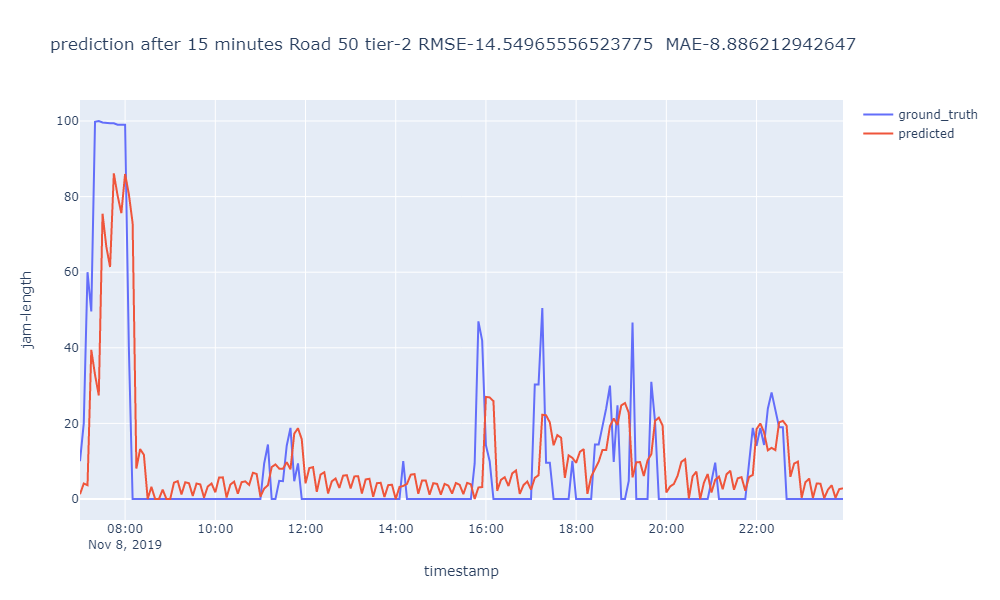 prediction after 15 minutes Road 50 tier-2 RMSE-14.54965556523775  MAE-8.886212942647
ground_truth
predicted
100
80
60
40
20
0
jam-length
08:00 10:00 12:00 14:00 16:00 18:00 20:00 22:00
Nov 8, 2019
timestamp